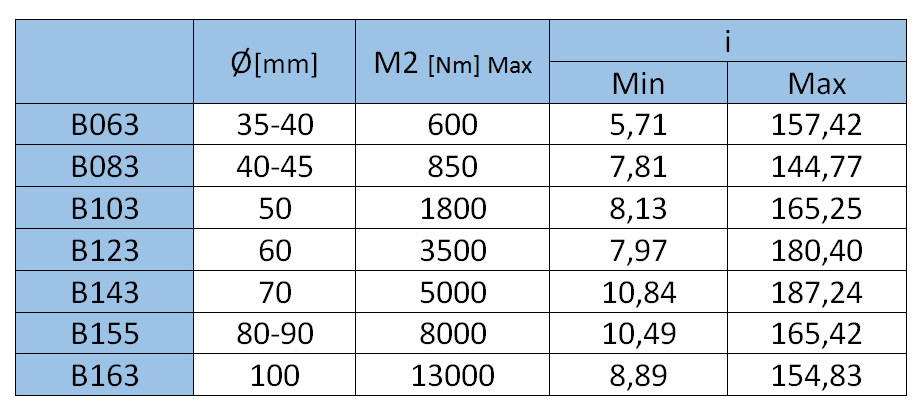 Ø[mm] M2 [Nm] Max i
Min Max
B063 35-40 600 5,71 157,42
B083 40-45 850 7,81 144,77
B103 50 1800 8,13 165,25
B123 60 3500 7,97 180,40
B143 70 5000 10,84 187,24
B155 80-90 8000 10,49 165,42
B163 100 13000 8,89 154,83